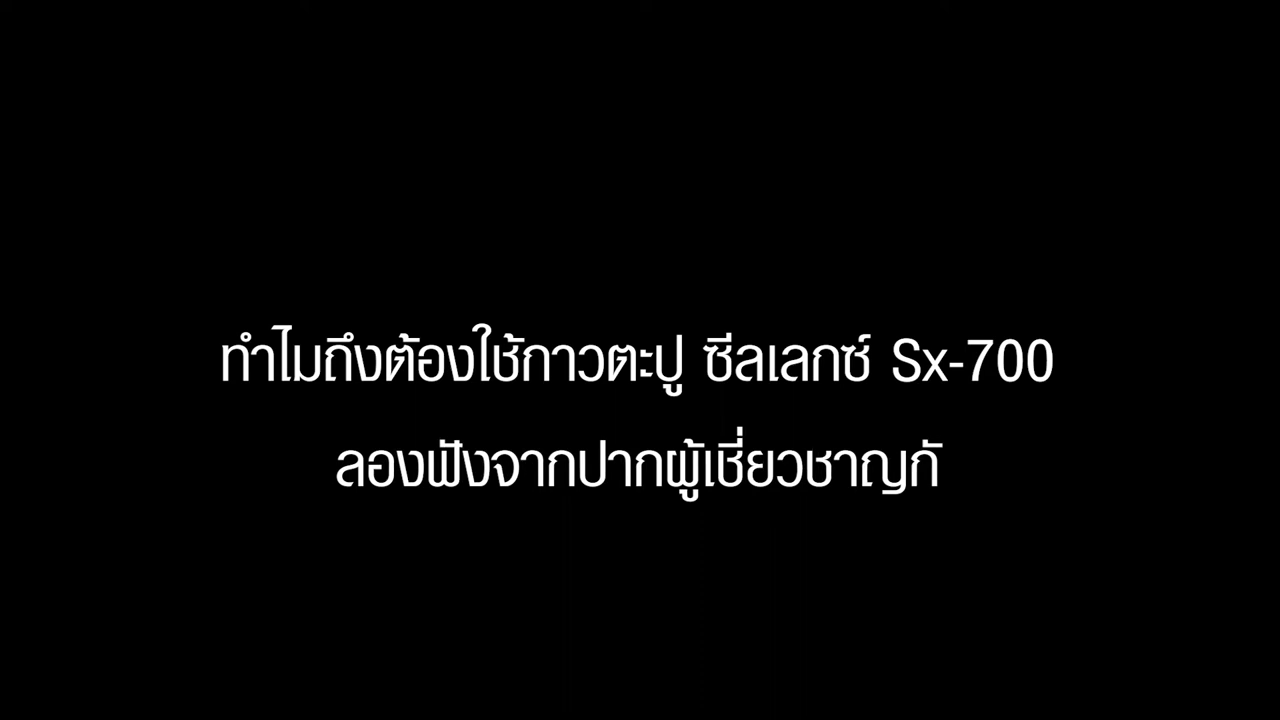 ทำไมถึงต้องใช้กาวตะปู ซีลเลกซ์ Sx-700
ลองฟังจากปากผู้เชี่ยวชาญกั